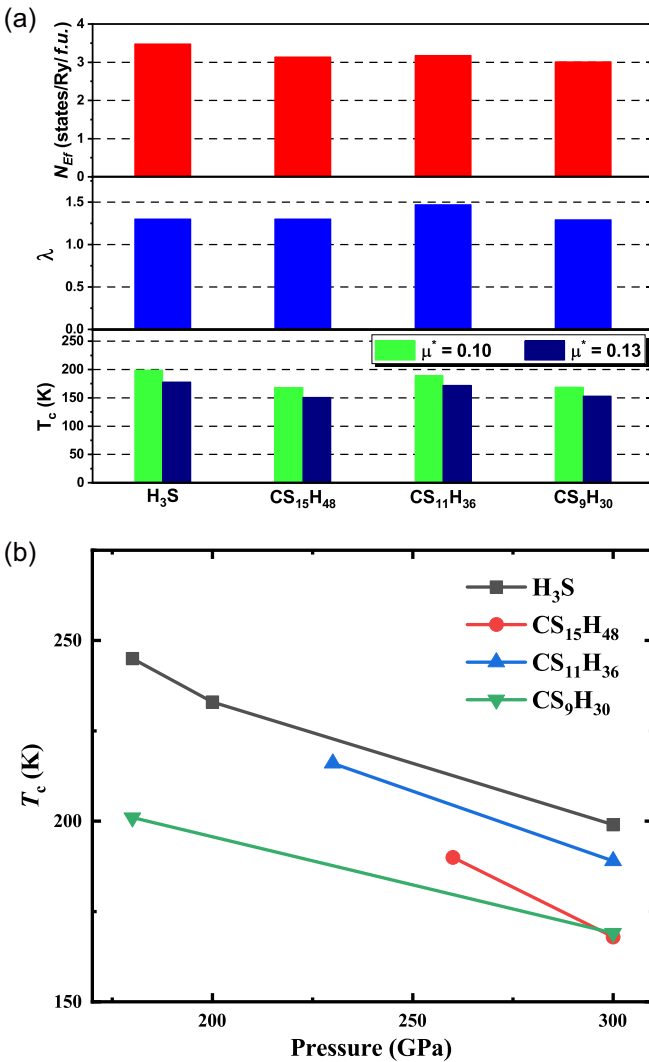 (a)
N_Ef (states/Ry/f.u.)
4
3
2
1
0
λ
1.5
1.0
0.5
0.0
T_c (K)
250
200
150
100
50
0
μ* = 0.10 μ* = 0.13
H₃S CS₁₅H₄₈ CS₁₁H₃₆ CS₉H₃₀
(b)
T_c (K)
250
200
150
H₃S
CS₁₅H₄₈
CS₁₁H₃₆
CS₉H₃₀
200 250 300
Pressure (GPa)